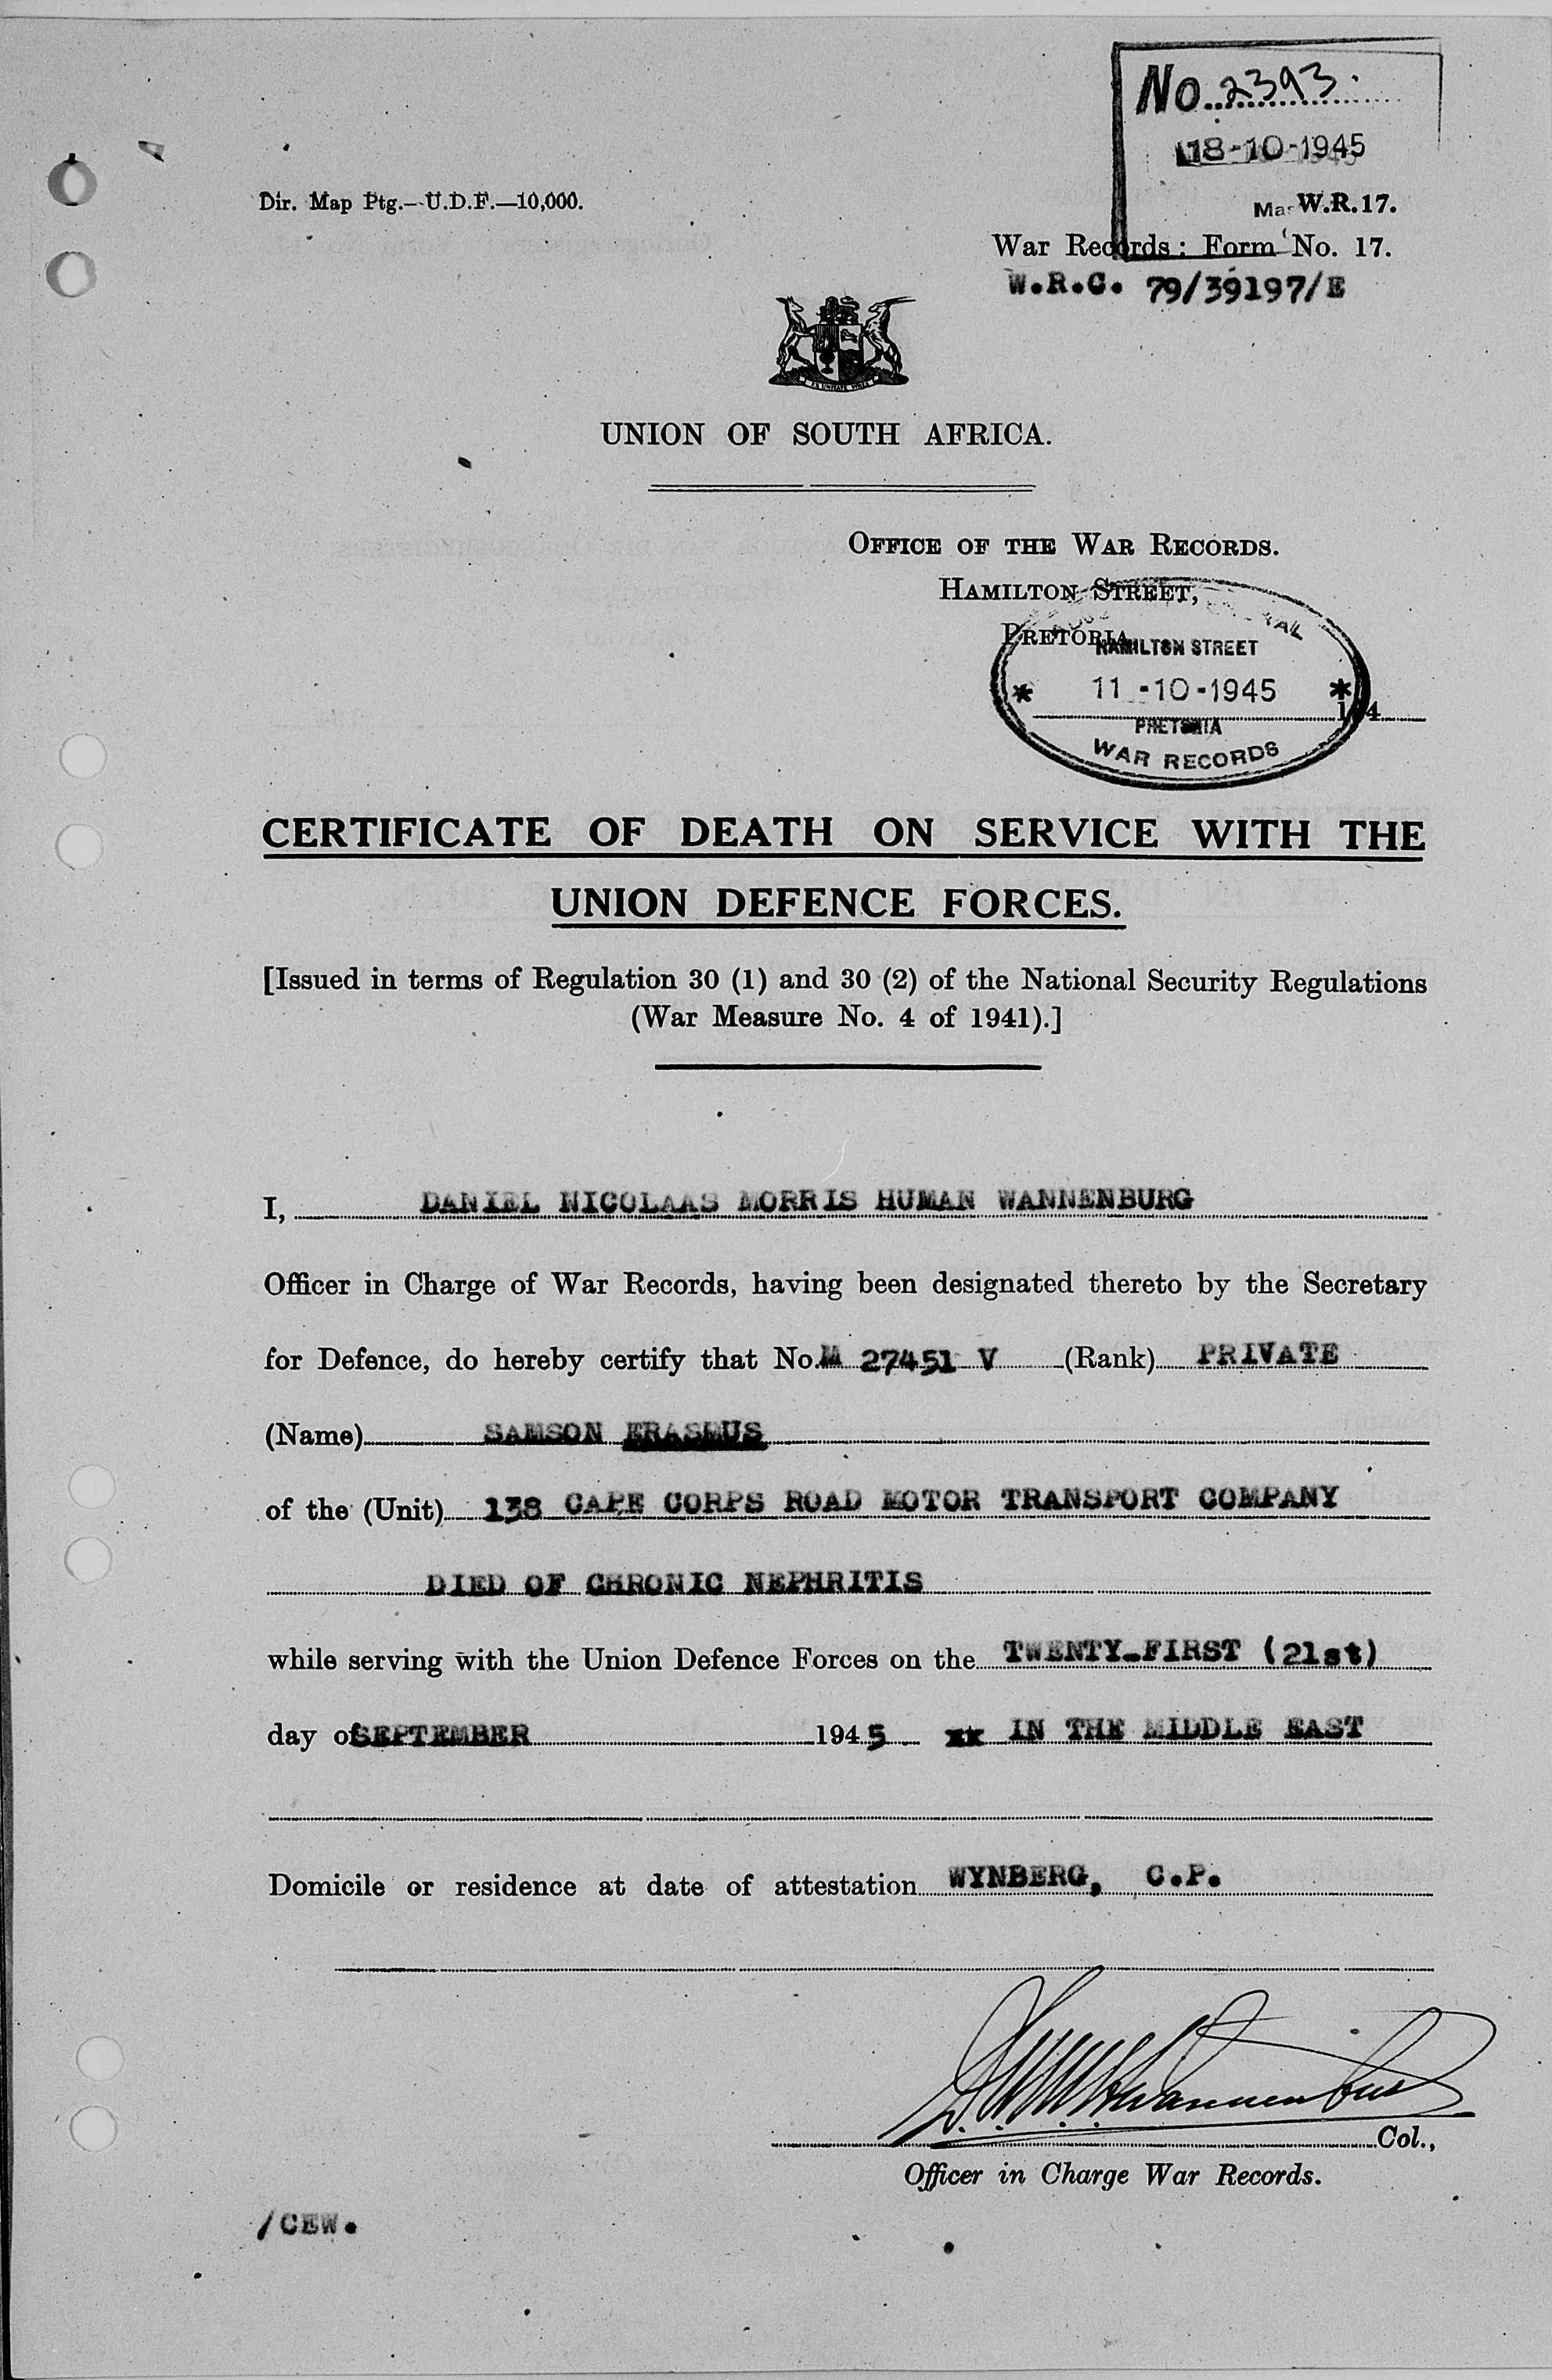 No. 2393.
18-10-1945
Dir. Map Ptg.—U.D.F.—10,000.
W.R.17.
War Records: Form No. 17.
W.R.C. 79/39197/E
UNION OF SOUTH AFRICA.
OFFICE OF THE WAR RECORDS.
HAMILTON STREET,
PRETORIA
HAMILTON STREET
* 11-10-1945 *
194
PRETORIA
WAR RECORDS
CERTIFICATE OF DEATH ON SERVICE WITH THE
UNION DEFENCE FORCES.
[Issued in terms of Regulation 30 (1) and 30 (2) of the National Security Regulations
(War Measure No. 4 of 1941).]
I, DANIEL NICOLAAS MORRIS HUMAN WANNENBURG
Officer in Charge of War Records, having been designated thereto by the Secretary
for Defence, do hereby certify that No. M 27451 V (Rank) PRIVATE
(Name) SAMSON ERASMUS
of the (Unit) 138 CAPE CORPS ROAD MOTOR TRANSPORT COMPANY
DIED OF CHRONIC NEPHRITIS
while serving with the Union Defence Forces on the TWENTY-FIRST (21st)
day of SEPTEMBER 1945 xx IN THE MIDDLE EAST
Domicile or residence at date of attestation WYNBERG, C.P.
D.N.M.H. Wannenburg
Col.,
Officer in Charge War Records.
/CEW.